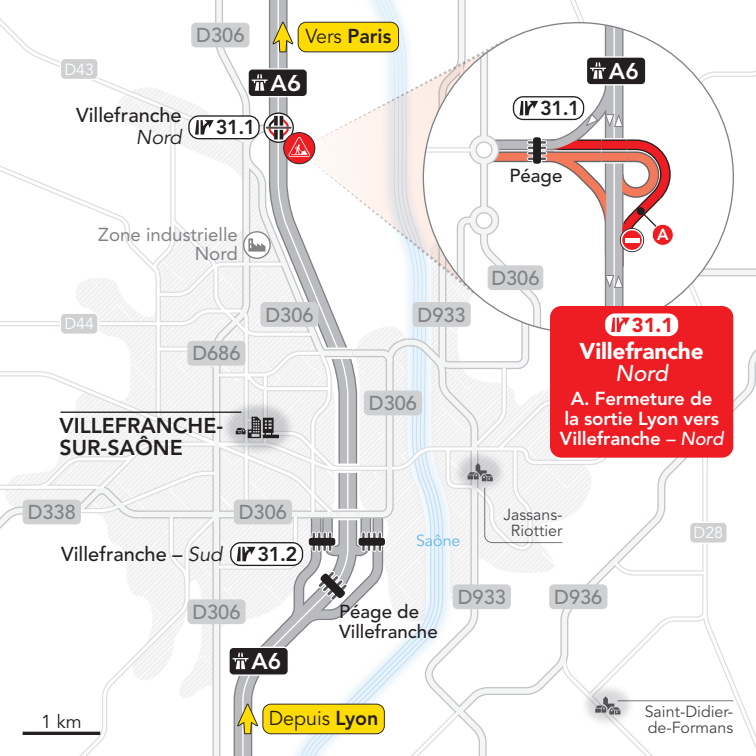 D306
Vers Paris
D43
A6
A6
Villefranche
Nord
31.1
31.1
Péage
Zone industrielle
Nord
A
D306
D306
D933
D44
31.1
Villefranche
Nord
A. Fermeture de
la sortie Lyon vers
Villefranche – Nord
D686
D306
VILLEFRANCHE-
SUR-SAÔNE
D338
D306
Jassans-
Riottier
Saône
D28
Villefranche – Sud 31.2
D306
Péage de
Villefranche
D933
D936
A6
1 km
Depuis Lyon
Saint-Didier-
de-Formans